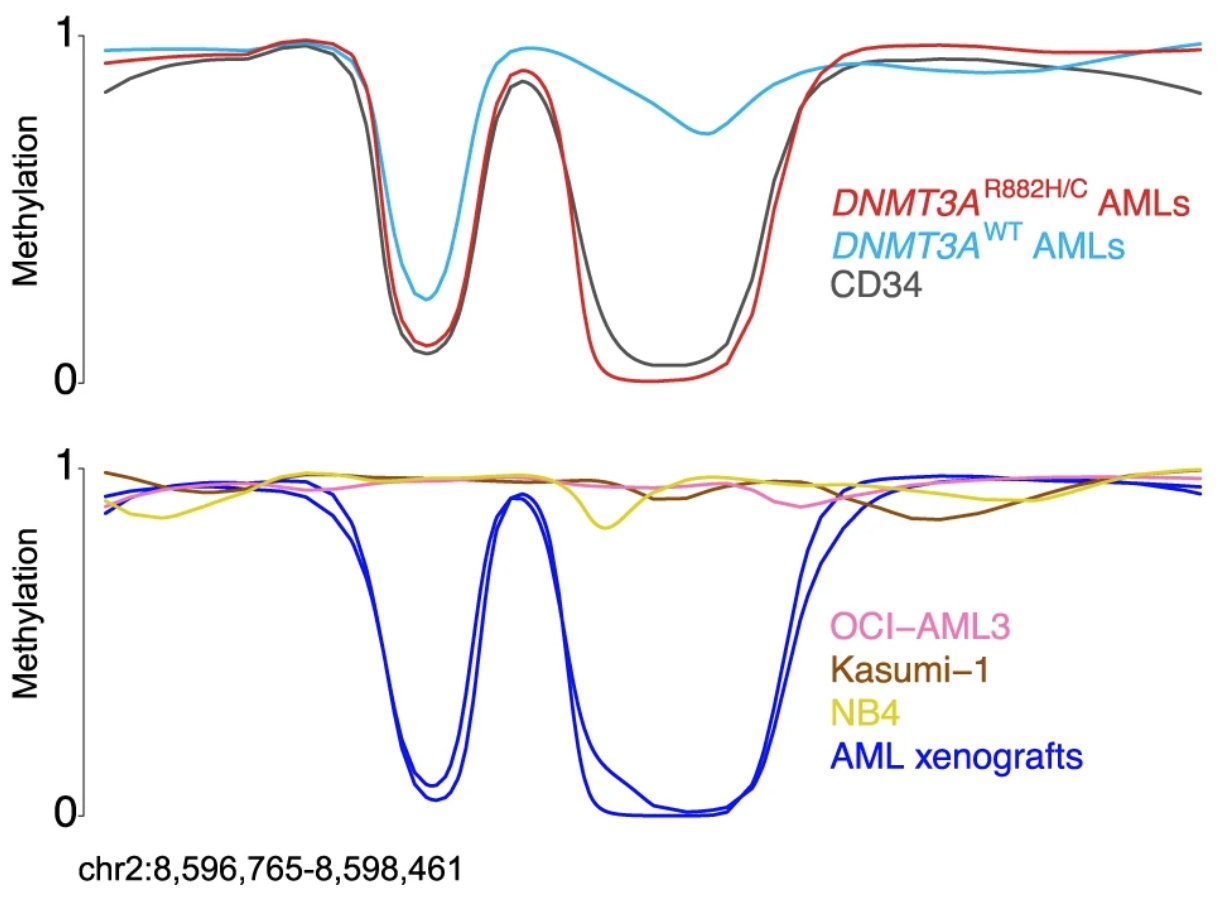 1
Methylation
0
DNMT3A^R882H/C AMLs
DNMT3A^WT AMLs
CD34
1
Methylation
0
OCI−AML3
Kasumi−1
NB4
AML xenografts
chr2:8,596,765-8,598,461